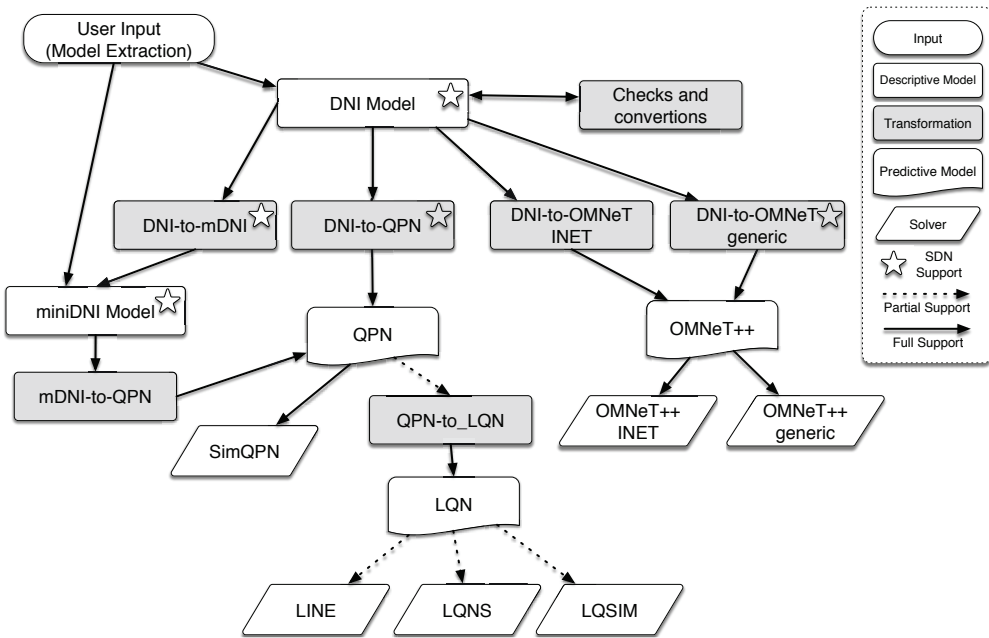 User Input
(Model Extraction)
DNI Model
Checks and
convertions
DNI-to-mDNI
DNI-to-QPN
DNI-to-OMNeT
INET
DNI-to-OMNeT
generic
miniDNI Model
QPN
OMNeT++
mDNI-to-QPN
SimQPN
QPN-to_LQN
OMNeT++
INET
OMNeT++
generic
LQN
LINE
LQNS
LQSIM
Input
Descriptive Model
Transformation
Predictive Model
Solver
SDN
Support
Partial Support
Full Support